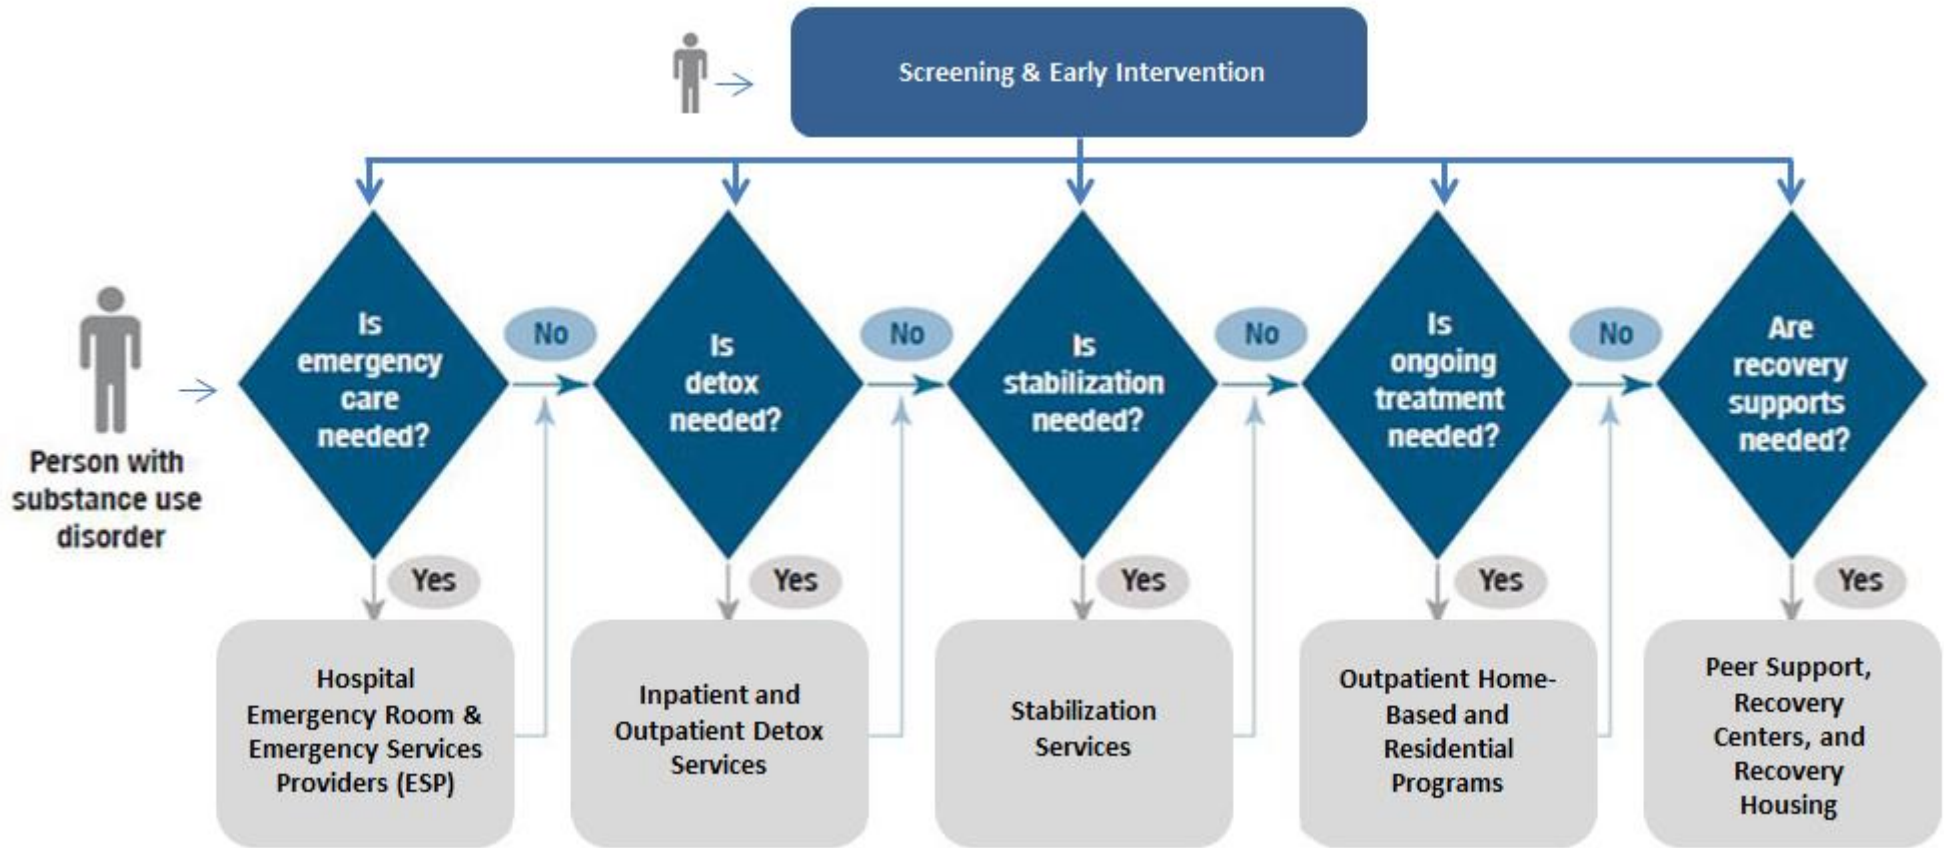 Screening & Early Intervention
Person with
substance use
disorder
Is
emergency
care
needed?
No
Is
detox
needed?
No
Is
stabilization
needed?
No
Is
ongoing
treatment
needed?
No
Are
recovery
supports
needed?
Yes
Yes
Yes
Yes
Yes
Hospital
Emergency Room &
Emergency Services
Providers (ESP)
Inpatient and
Outpatient Detox
Services
Stabilization
Services
Outpatient Home-
Based and
Residential
Programs
Peer Support,
Recovery
Centers, and
Recovery
Housing